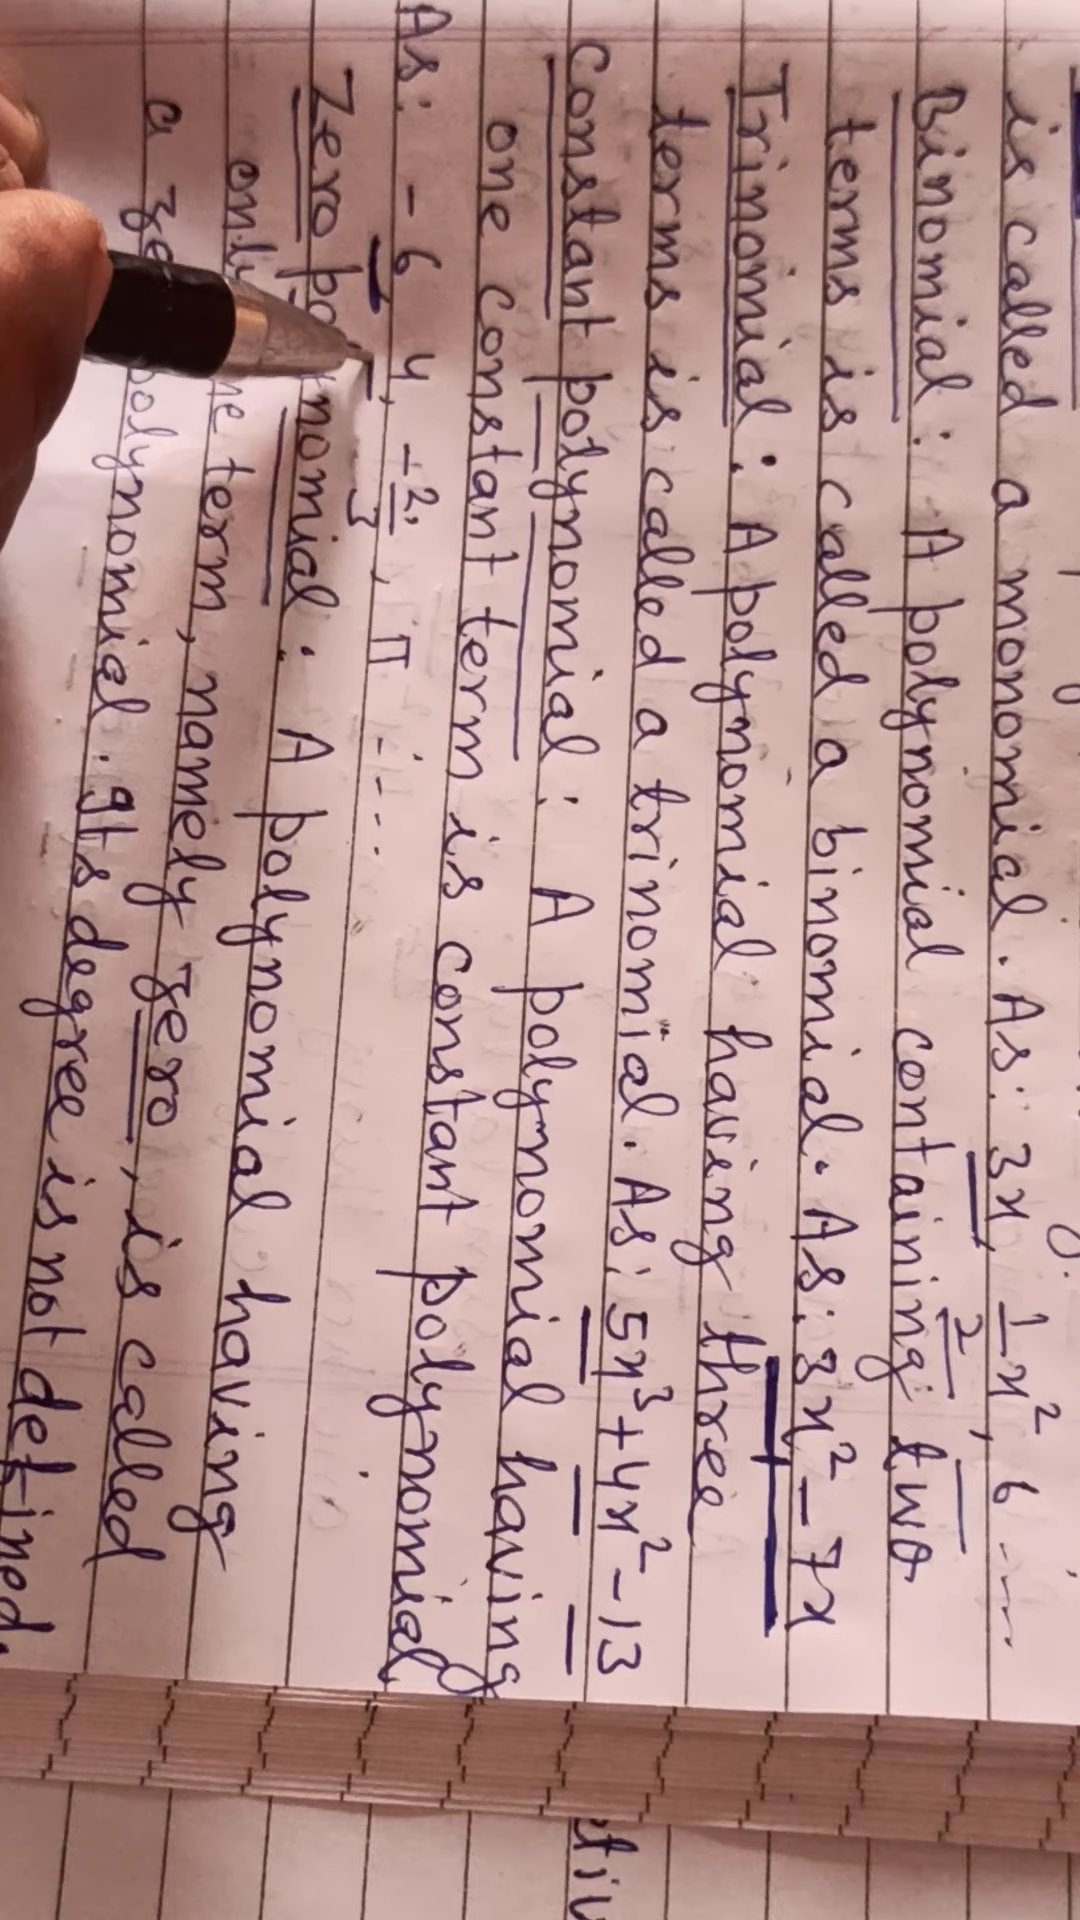 is called a monomial. As: 3x, 1/2 x², 6 ....
Binomial: A polynomial containing two
terms is called a binomial. As: 3x² - 7x
Trinomial: A polynomial having three
terms is called a trinomial. As: 5x³ + 4x² - 13
Constant polynomial: A polynomial having
one constant term is constant polynomial
As: - 6, 4, -2/3, π ....
Zero polynomial: A polynomial having
term, namely zero, is called
a polynomial. Its degree is not defined.